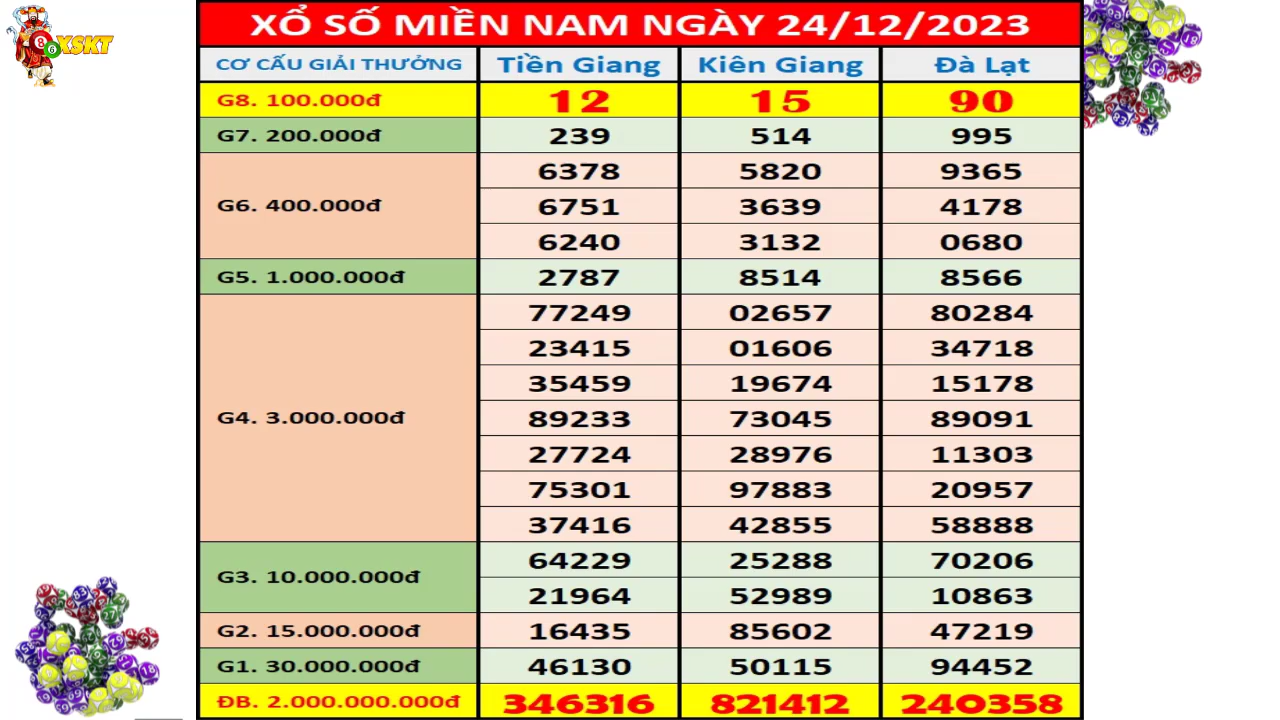 XSKT
XỔ SỐ MIỀN NAM NGÀY 24/12/2023
CƠ CẤU GIẢI THƯỞNG Tiền Giang Kiên Giang Đà Lạt
G8. 100.000đ 12 15 90
G7. 200.000đ 239 514 995
G6. 400.000đ 6378 5820 9365
6751 3639 4178
6240 3132 0680
G5. 1.000.000đ 2787 8514 8566
G4. 3.000.000đ 77249 02657 80284
23415 01606 34718
35459 19674 15178
89233 73045 89091
27724 28976 11303
75301 97883 20957
37416 42855 58888
G3. 10.000.000đ 64229 25288 70206
21964 52989 10863
G2. 15.000.000đ 16435 85602 47219
G1. 30.000.000đ 46130 50115 94452
ĐB. 2.000.000.000đ 346316 821412 240358